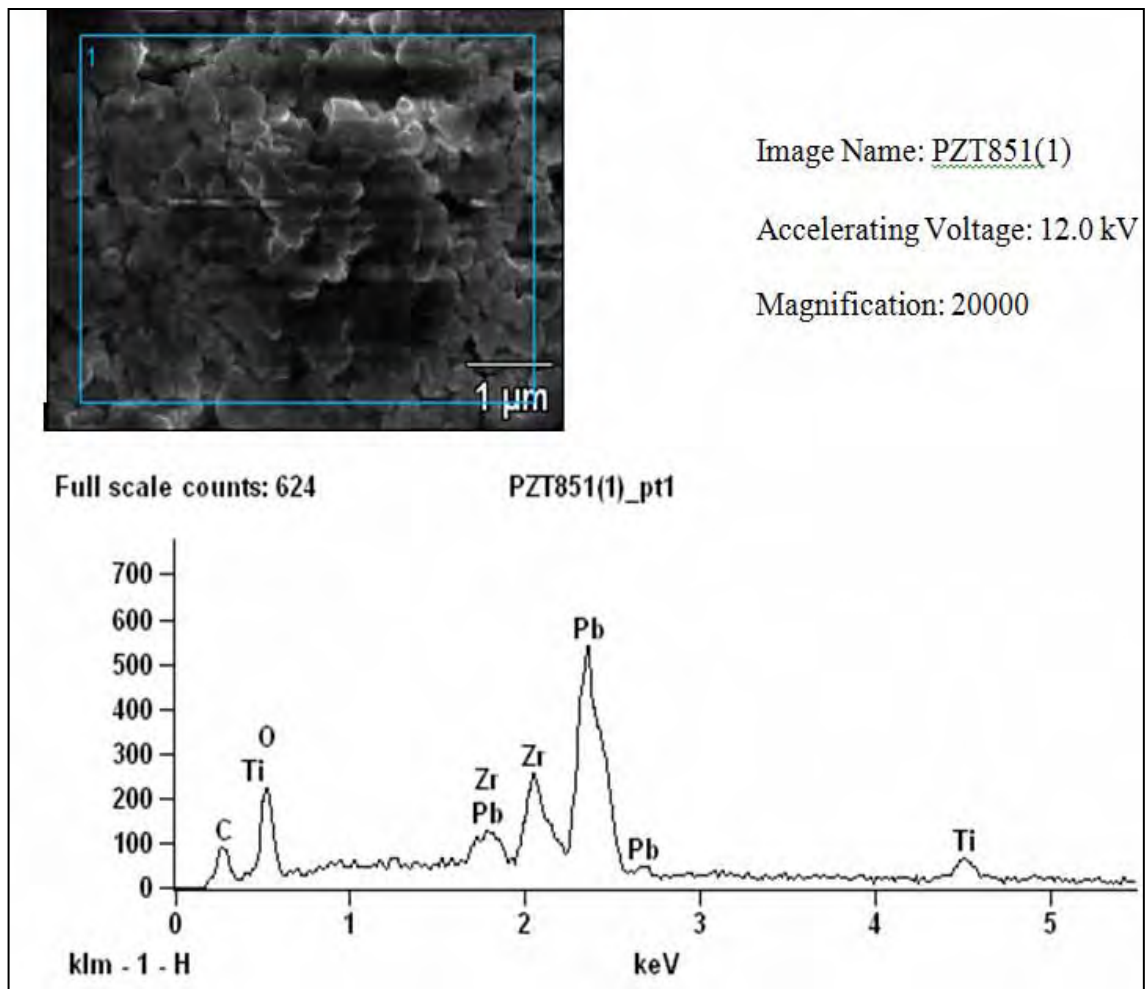 1
1 μm
Image Name: PZT851(1)
Accelerating Voltage: 12.0 kV
Magnification: 20000
Full scale counts: 624
PZT851(1)_pt1
700
600
500
400
300
200
100
0
C
O
Ti
Zr
Pb
Zr
Pb
Pb
Ti
0
1
2
3
4
5
klm - 1 - H
keV